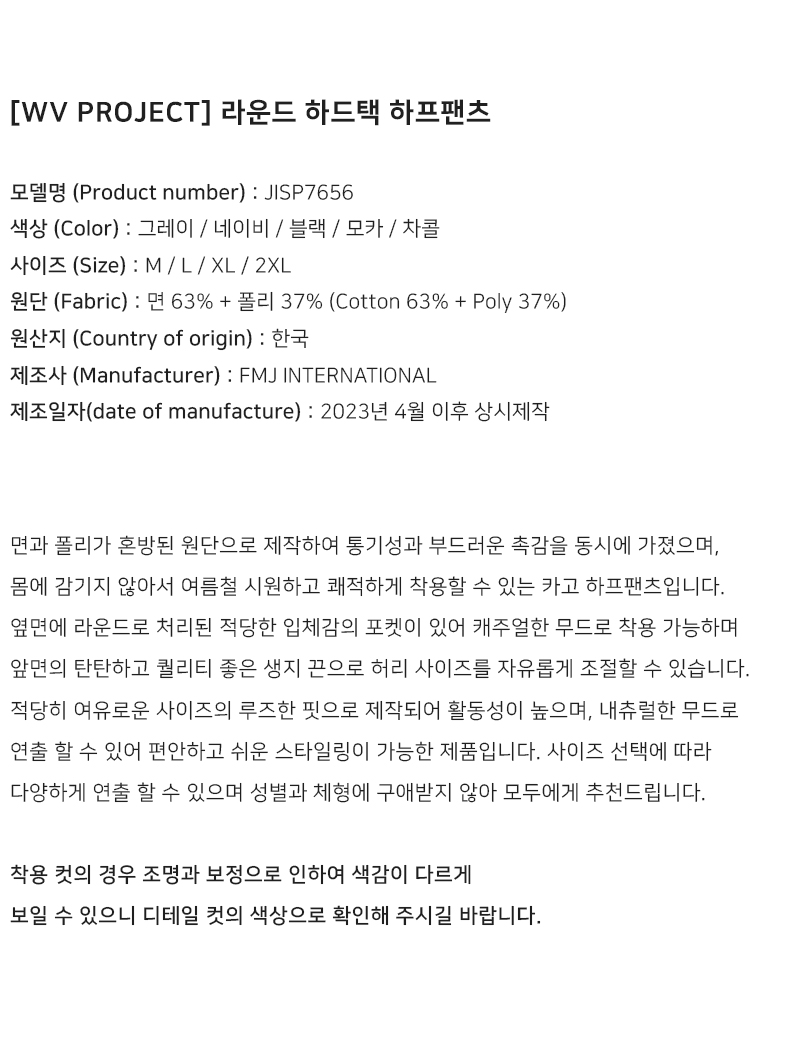 [WV PROJECT] 라운드 하드택 하프팬츠
모델명 (Product number) : JISP7656
색상 (Color) : 그레이 / 네이비 / 블랙 / 모카 / 차콜
사이즈 (Size) : M / L / XL / 2XL
원단 (Fabric) : 면 63% + 폴리 37% (Cotton 63% + Poly 37%)
원산지 (Country of origin) : 한국
제조사 (Manufacturer) : FMJ INTERNATIONAL
제조일자(date of manufacture) : 2023년 4월 이후 상시제작
면과 폴리가 혼방된 원단으로 제작하여 통기성과 부드러운 촉감을 동시에 가졌으며,
몸에 감기지 않아서 여름철 시원하고 쾌적하게 착용할 수 있는 카고 하프팬츠입니다.
옆면에 라운드로 처리된 적당한 입체감의 포켓이 있어 캐주얼한 무드로 착용 가능하며
앞면의 탄탄하고 퀄리티 좋은 생지 끈으로 허리 사이즈를 자유롭게 조절할 수 있습니다.
적당히 여유로운 사이즈의 루즈한 핏으로 제작되어 활동성이 높으며, 내츄럴한 무드로
연출 할 수 있어 편안하고 쉬운 스타일링이 가능한 제품입니다. 사이즈 선택에 따라
다양하게 연출 할 수 있으며 성별과 체형에 구애받지 않아 모두에게 추천드립니다.
착용 컷의 경우 조명과 보정으로 인하여 색감이 다르게
보일 수 있으니 디테일 컷의 색상으로 확인해 주시길 바랍니다.